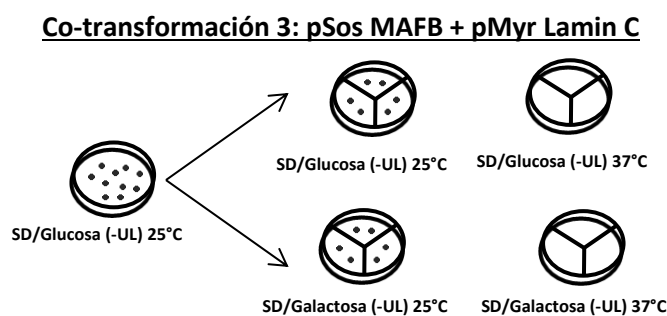 Co-transformación 3: pSos MAFB + pMyr Lamin C
SD/Glucosa (-UL) 25°C
SD/Glucosa (-UL) 37°C
SD/Glucosa (-UL) 25°C
SD/Galactosa (-UL) 25°C
SD/Galactosa (-UL) 37°C